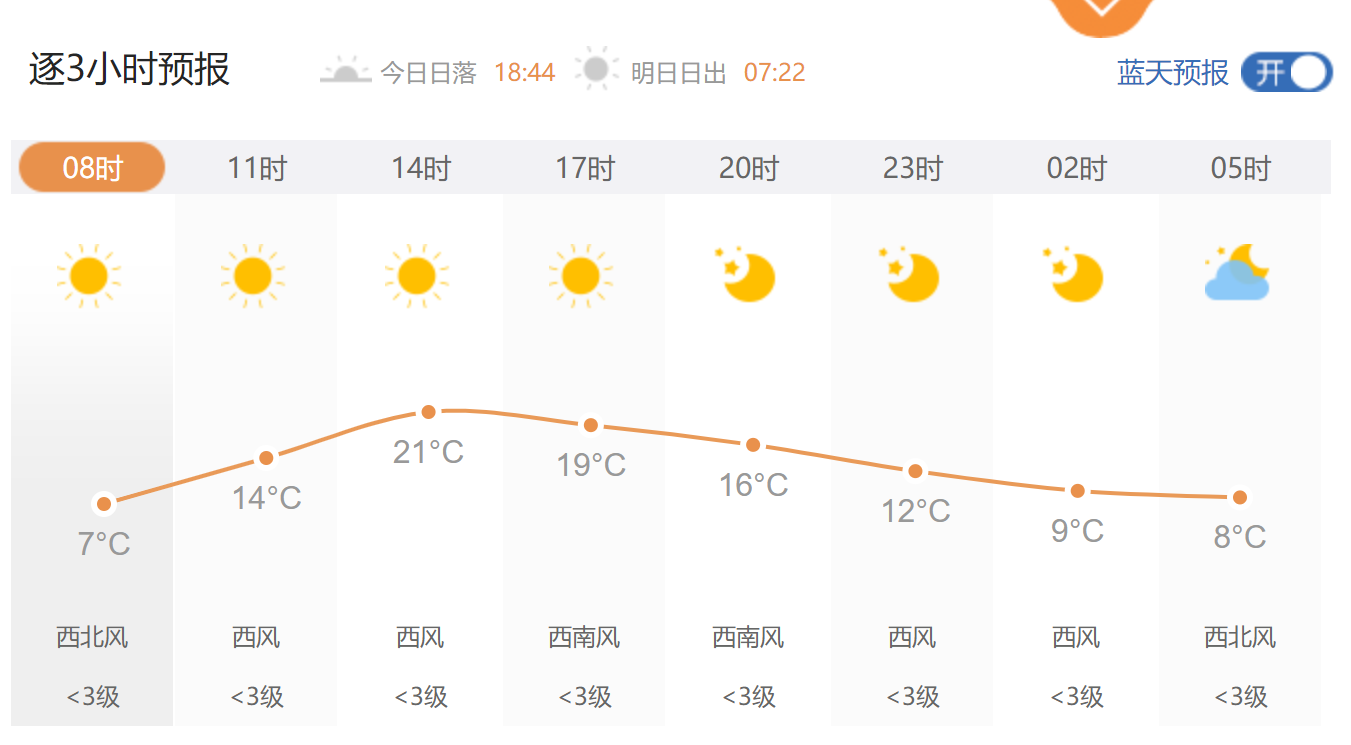 逐3小时预报 今日日落 18:44 明日日出 07:22 蓝天预报 开
08时 11时 14时 17时 20时 23时 02时 05时
7°C 14°C 21°C 19°C 16°C 12°C 9°C 8°C
西北风 西风 西风 西南风 西南风 西风 西风 西北风
<3级 <3级 <3级 <3级 <3级 <3级 <3级 <3级